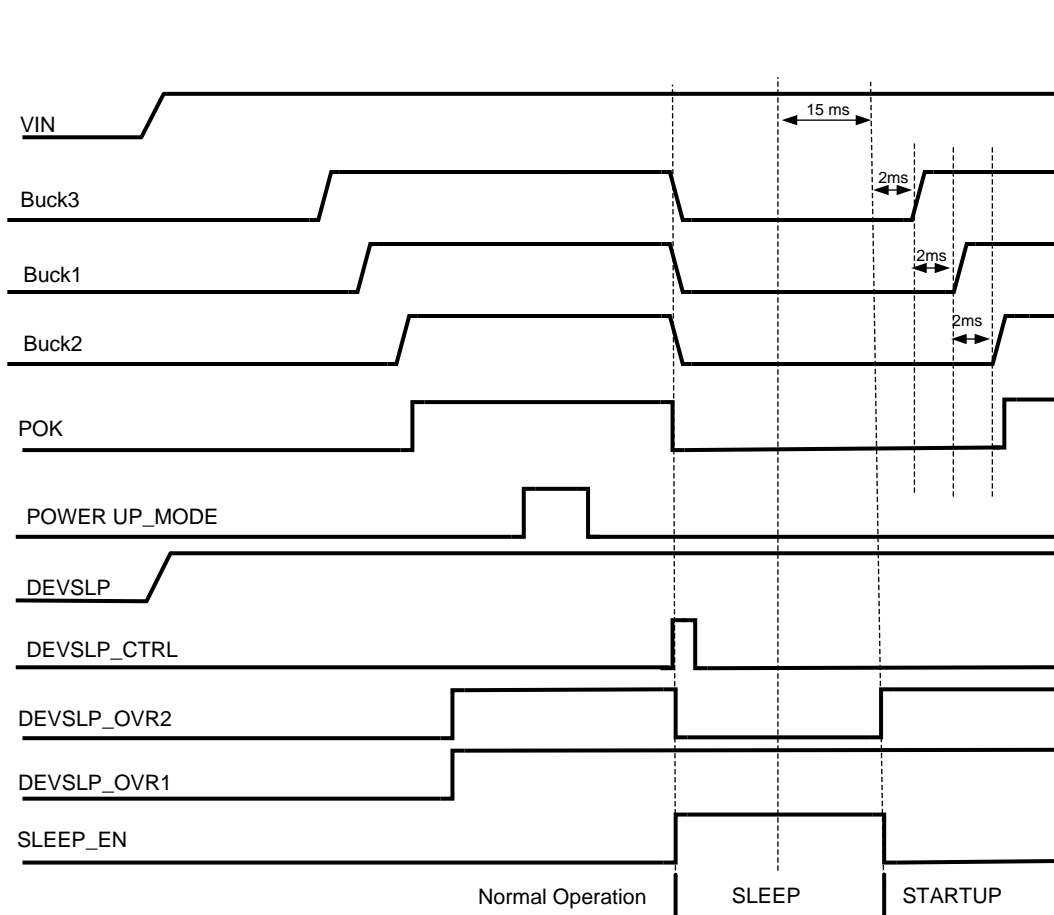 15 ms
VIN
2ms
Buck3
2ms
Buck1
2ms
Buck2
POK
POWER UP_MODE
DEVSLP
DEVSLP_CTRL
DEVSLP_OVR2
DEVSLP_OVR1
SLEEP_EN
Normal Operation SLEEP STARTUP